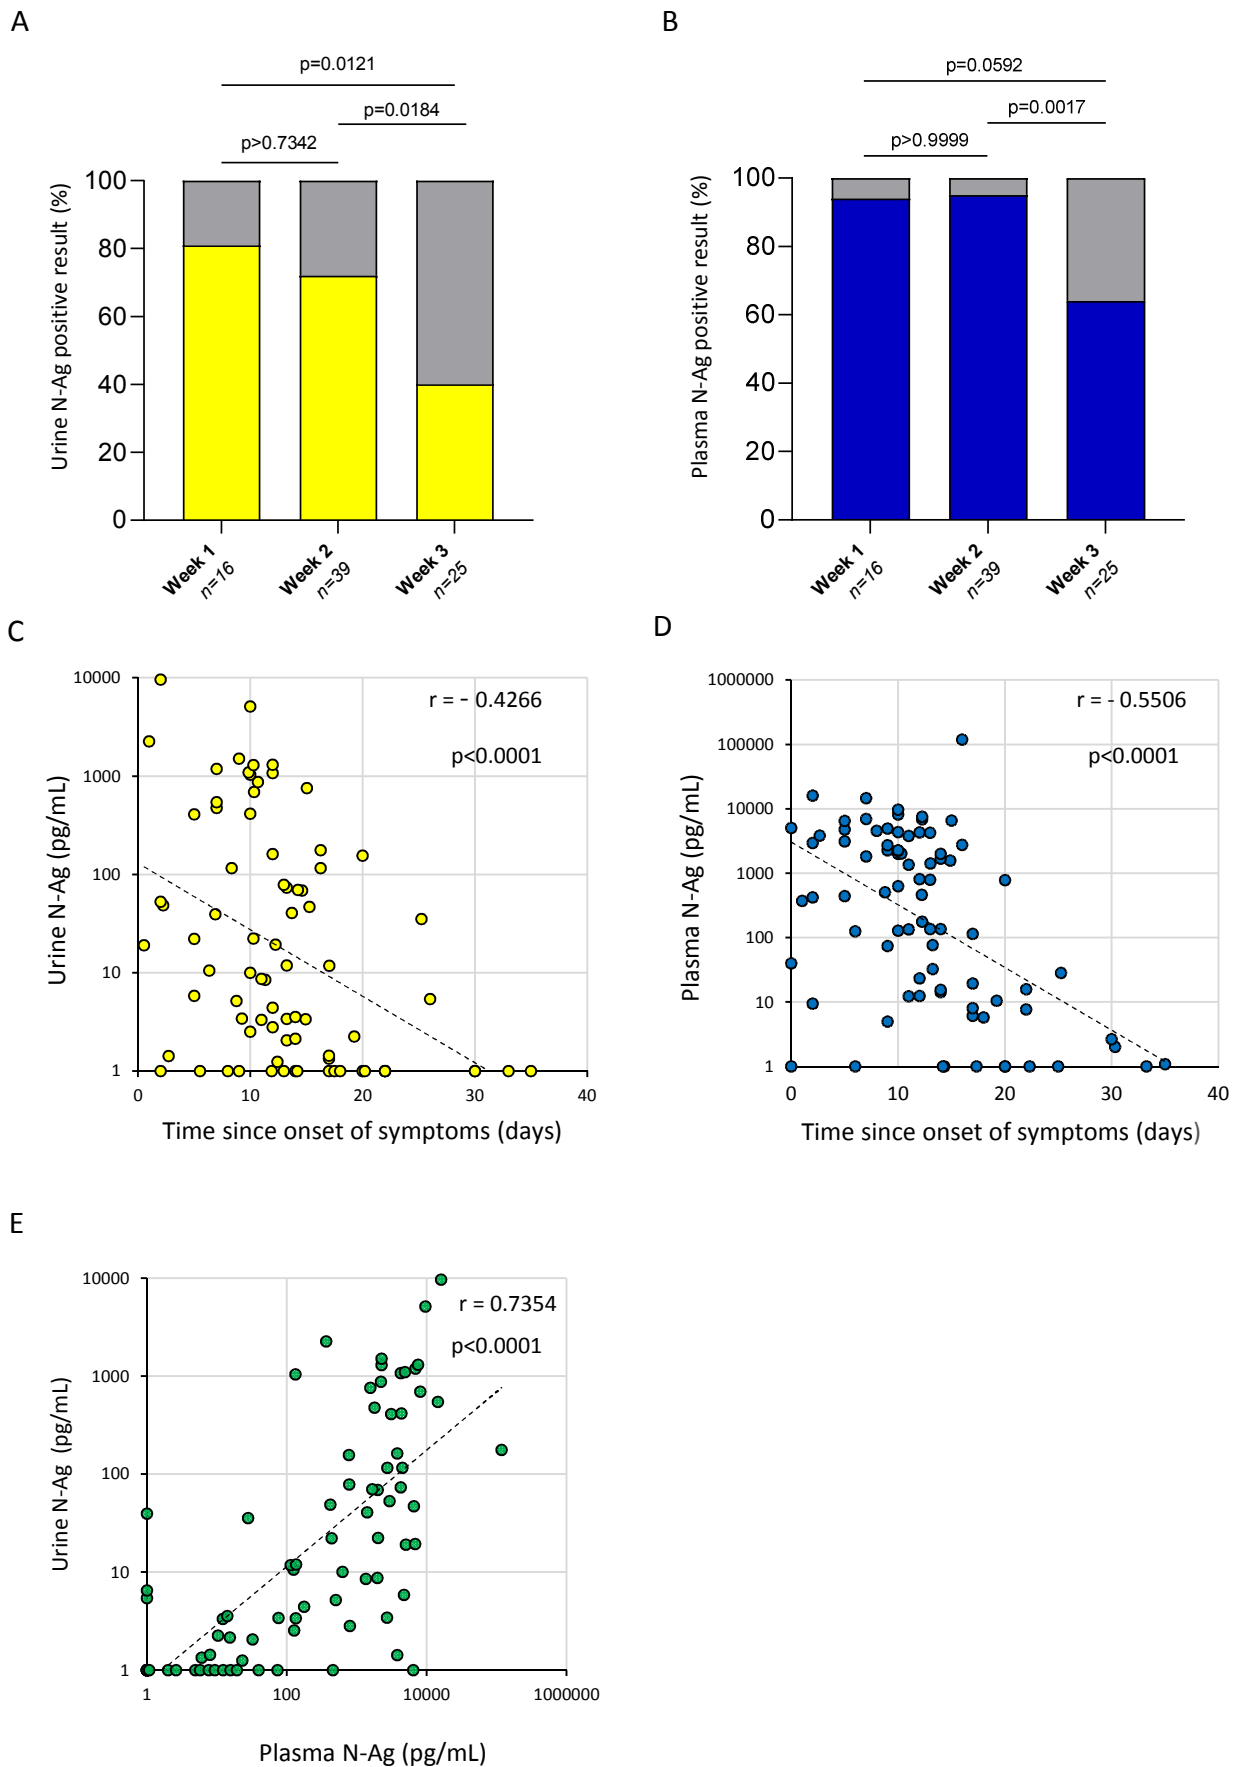 A
p=0.0121
p=0.0184
p>0.7342
Urine N-Ag positive result (%)
100
80
60
40
20
0
Week 1
n=16
Week 2
n=39
Week 3
n=25
B
p=0.0592
p=0.0017
p>0.9999
Plasma N-Ag positive result (%)
100
80
60
40
20
0
Week 1
n=16
Week 2
n=39
Week 3
n=25
C
Urine N-Ag (pg/mL)
10000
1000
100
10
1
r = - 0.4266
p<0.0001
0
10
20
30
40
Time since onset of symptoms (days)
D
Plasma N-Ag (pg/mL)
1000000
100000
10000
1000
100
10
1
r = - 0.5506
p<0.0001
0
10
20
30
40
Time since onset of symptoms (days)
E
Urine N-Ag (pg/mL)
10000
1000
100
10
1
r = 0.7354
p<0.0001
1
100
10000
1000000
Plasma N-Ag (pg/mL)